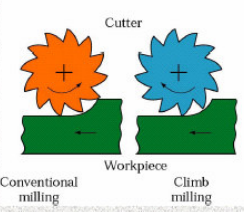 Cutter
Workpiece
Conventional
milling
Climb
milling